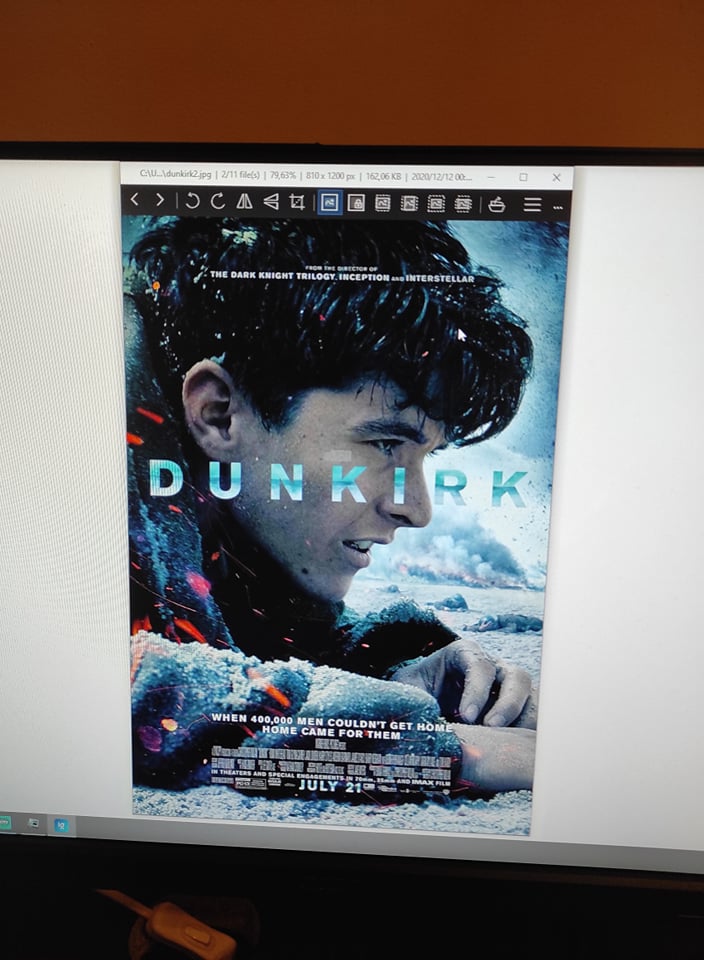 C:\U...\dunkirk2.jpg | 2/11 file(s) | 79,63% | 810 x 1200 px | 162,06 KB | 2020/12/12 00:...
FROM THE DIRECTOR OF
THE DARK KNIGHT TRILOGY, INCEPTION AND INTERSTELLAR
DUNKIRK
WHEN 400,000 MEN COULDN'T GET HOME
HOME CAME FOR THEM.
IN THEATERS AND SPECIAL ENGAGEMENTS IN 70mm, 35mm AND IMAX FILM
PG-13
JULY 21